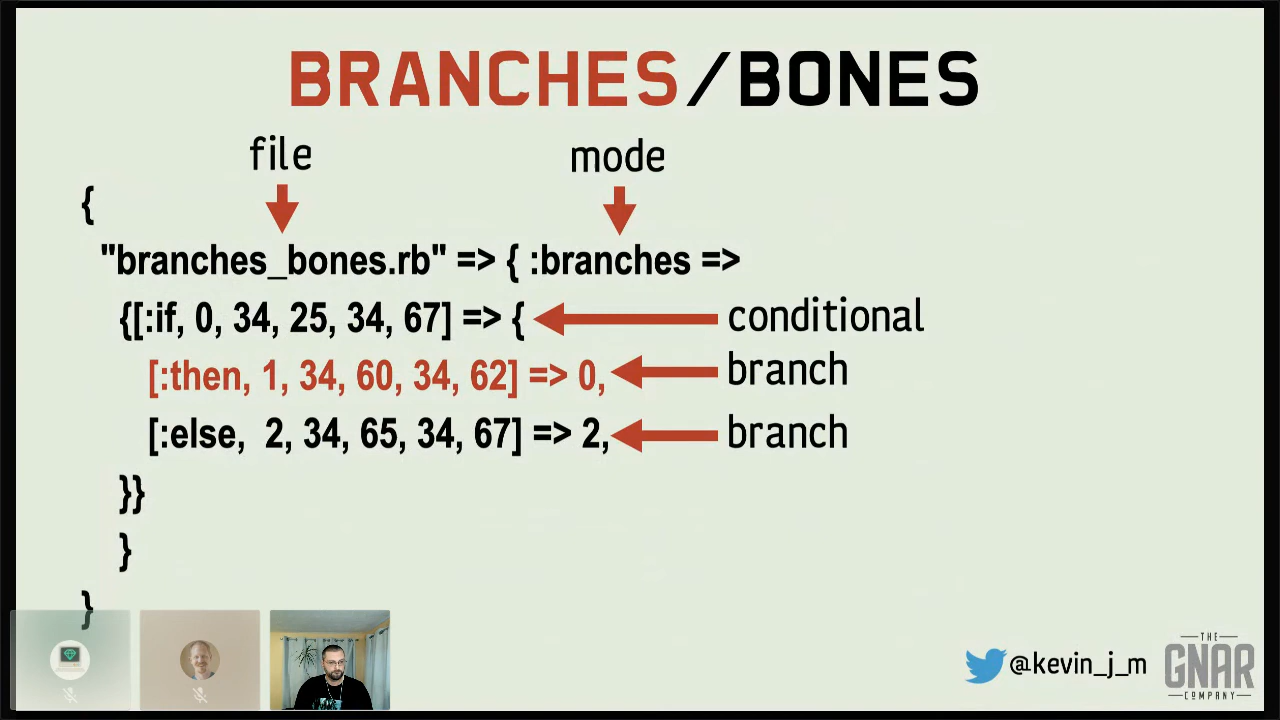 BRANCHES/BONES
file
mode
{
"branches_bones.rb" => { :branches =>
{[:if, 0, 34, 25, 34, 67] => {
conditional
[:then, 1, 34, 60, 34, 62] => 0,
branch
[:else, 2, 34, 65, 34, 67] => 2,
branch
}}
}
}
@kevin_j_m
THE
GNAR
COMPANY